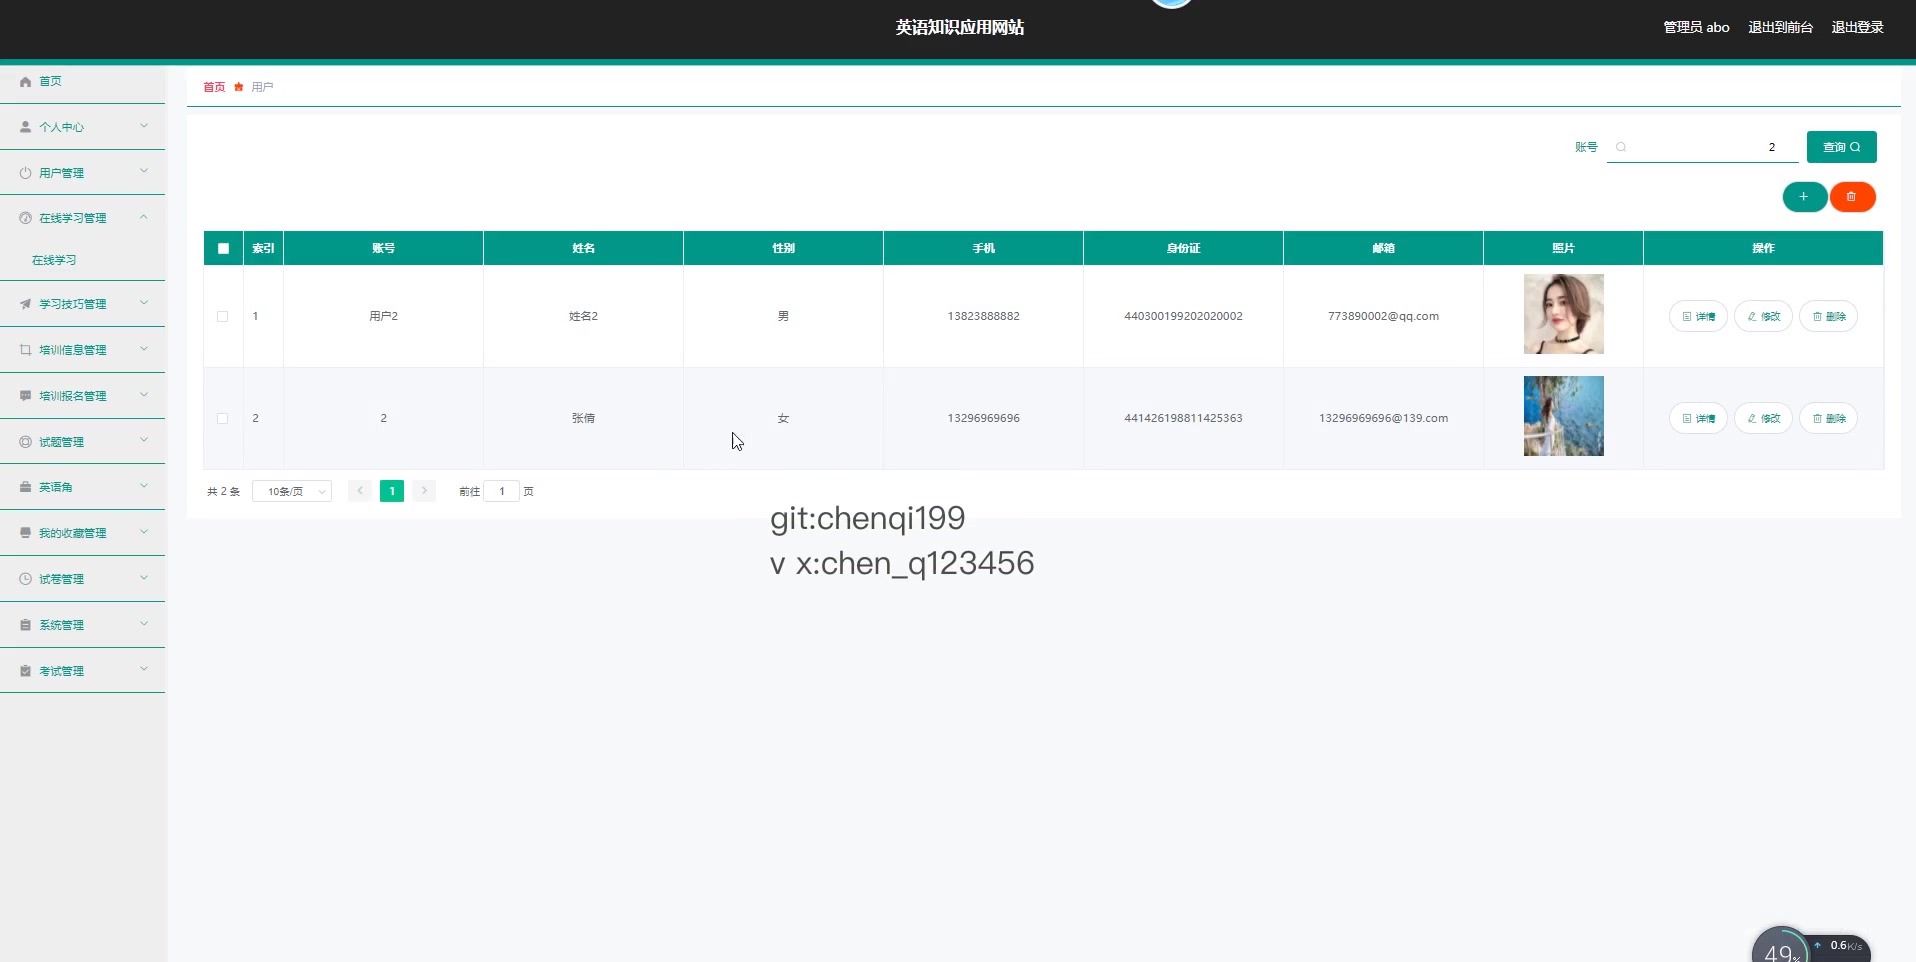 英语知识应用网站
管理员 abo 退出到前台 退出登录
首页
个人中心
用户管理
在线学习管理
在线学习
学习技巧管理
培训信息管理
培训报名管理
试题管理
英语角
我的收藏管理
试卷管理
系统管理
考试管理
首页 用户
账号 2 查询
索引 账号 姓名 性别 手机 身份证 邮箱 照片 操作
1 用户2 姓名2 男 13823888882 440300199202020002 773890002@qq.com 详情 修改 删除
2 2 张倩 女 13296969696 441426198811425363 13296969696@139.com 详情 修改 删除
共 2 条 10条/页 1 前往 1 页
git:chenqi199
v x:chen_q123456
49% 0.6K/s